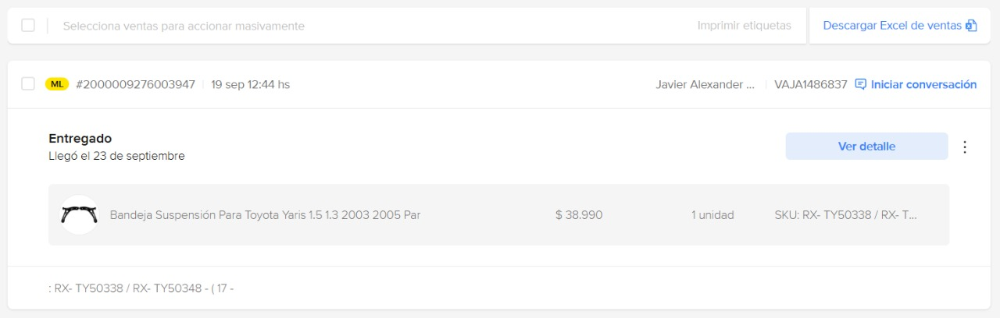 Selecciona ventas para accionar masivamente Imprimir etiquetas Descargar Excel de ventas
ML #2000009276003947 19 sep 12:44 hs Javier Alexander ... VAJA1486837 Iniciar conversación
Entregado
Llegó el 23 de septiembre
Ver detalle
Bandeja Suspensión Para Toyota Yaris 1.5 1.3 2003 2005 Par $ 38.990 1 unidad SKU: RX- TY50338 / RX- T...
: RX- TY50338 / RX- TY50348 - ( 17 -